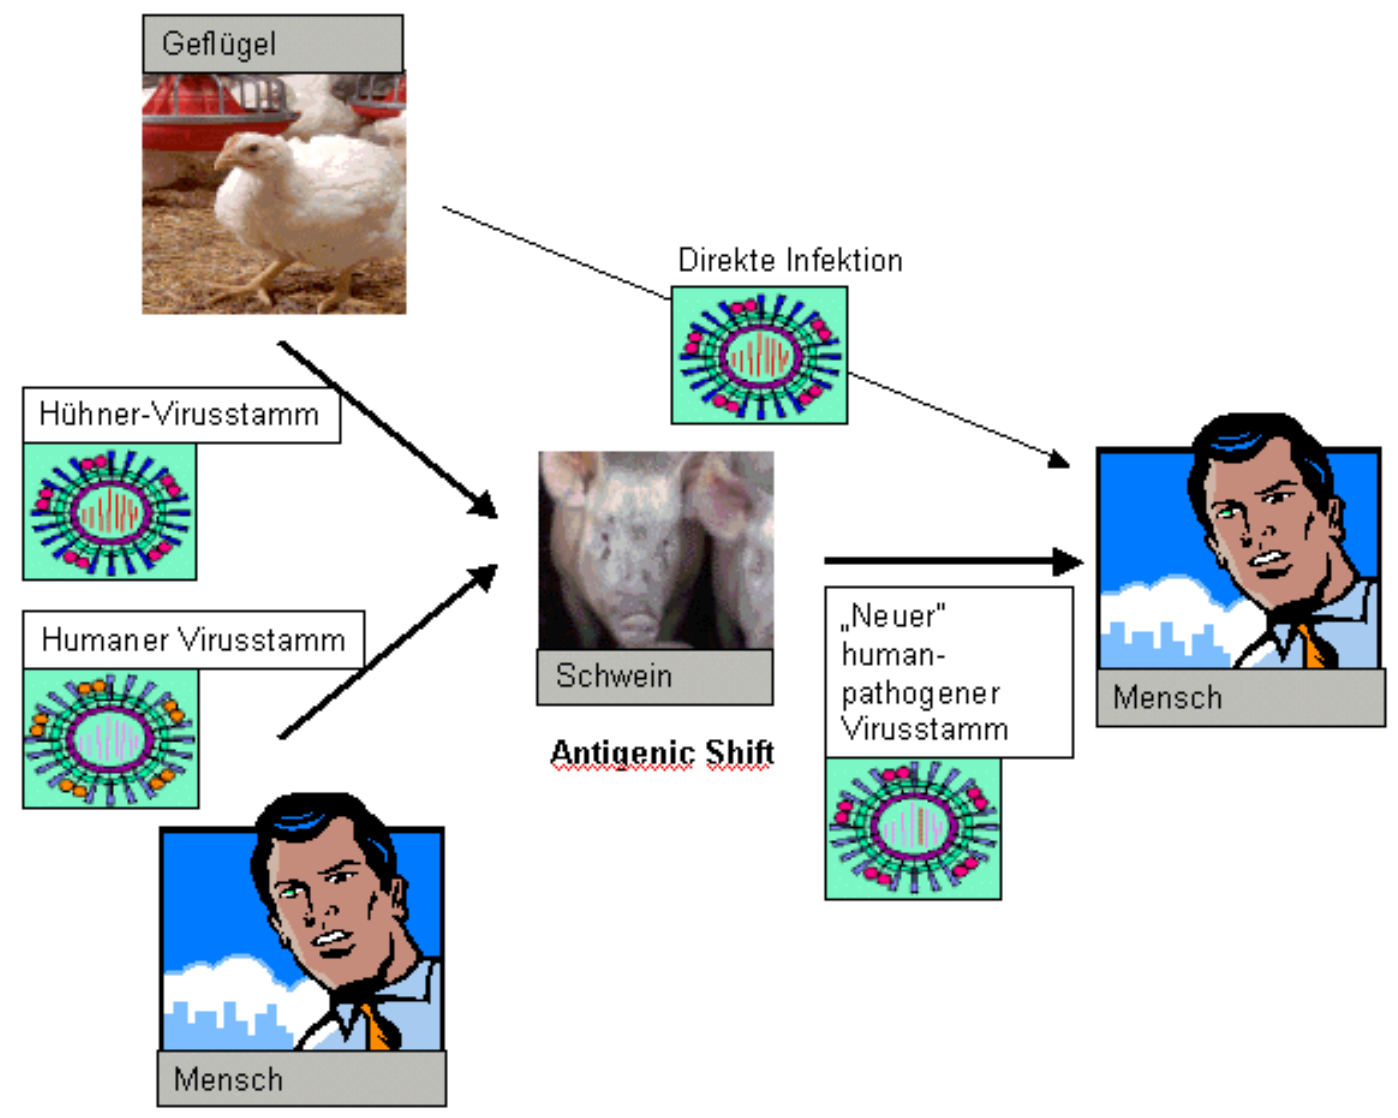 Geflügel
Direkte Infektion
Hühner-Virusstamm
Humaner Virusstamm
Schwein
Antigenic Shift
„Neuer"
human-
pathogener
Virusstamm
Mensch
Mensch